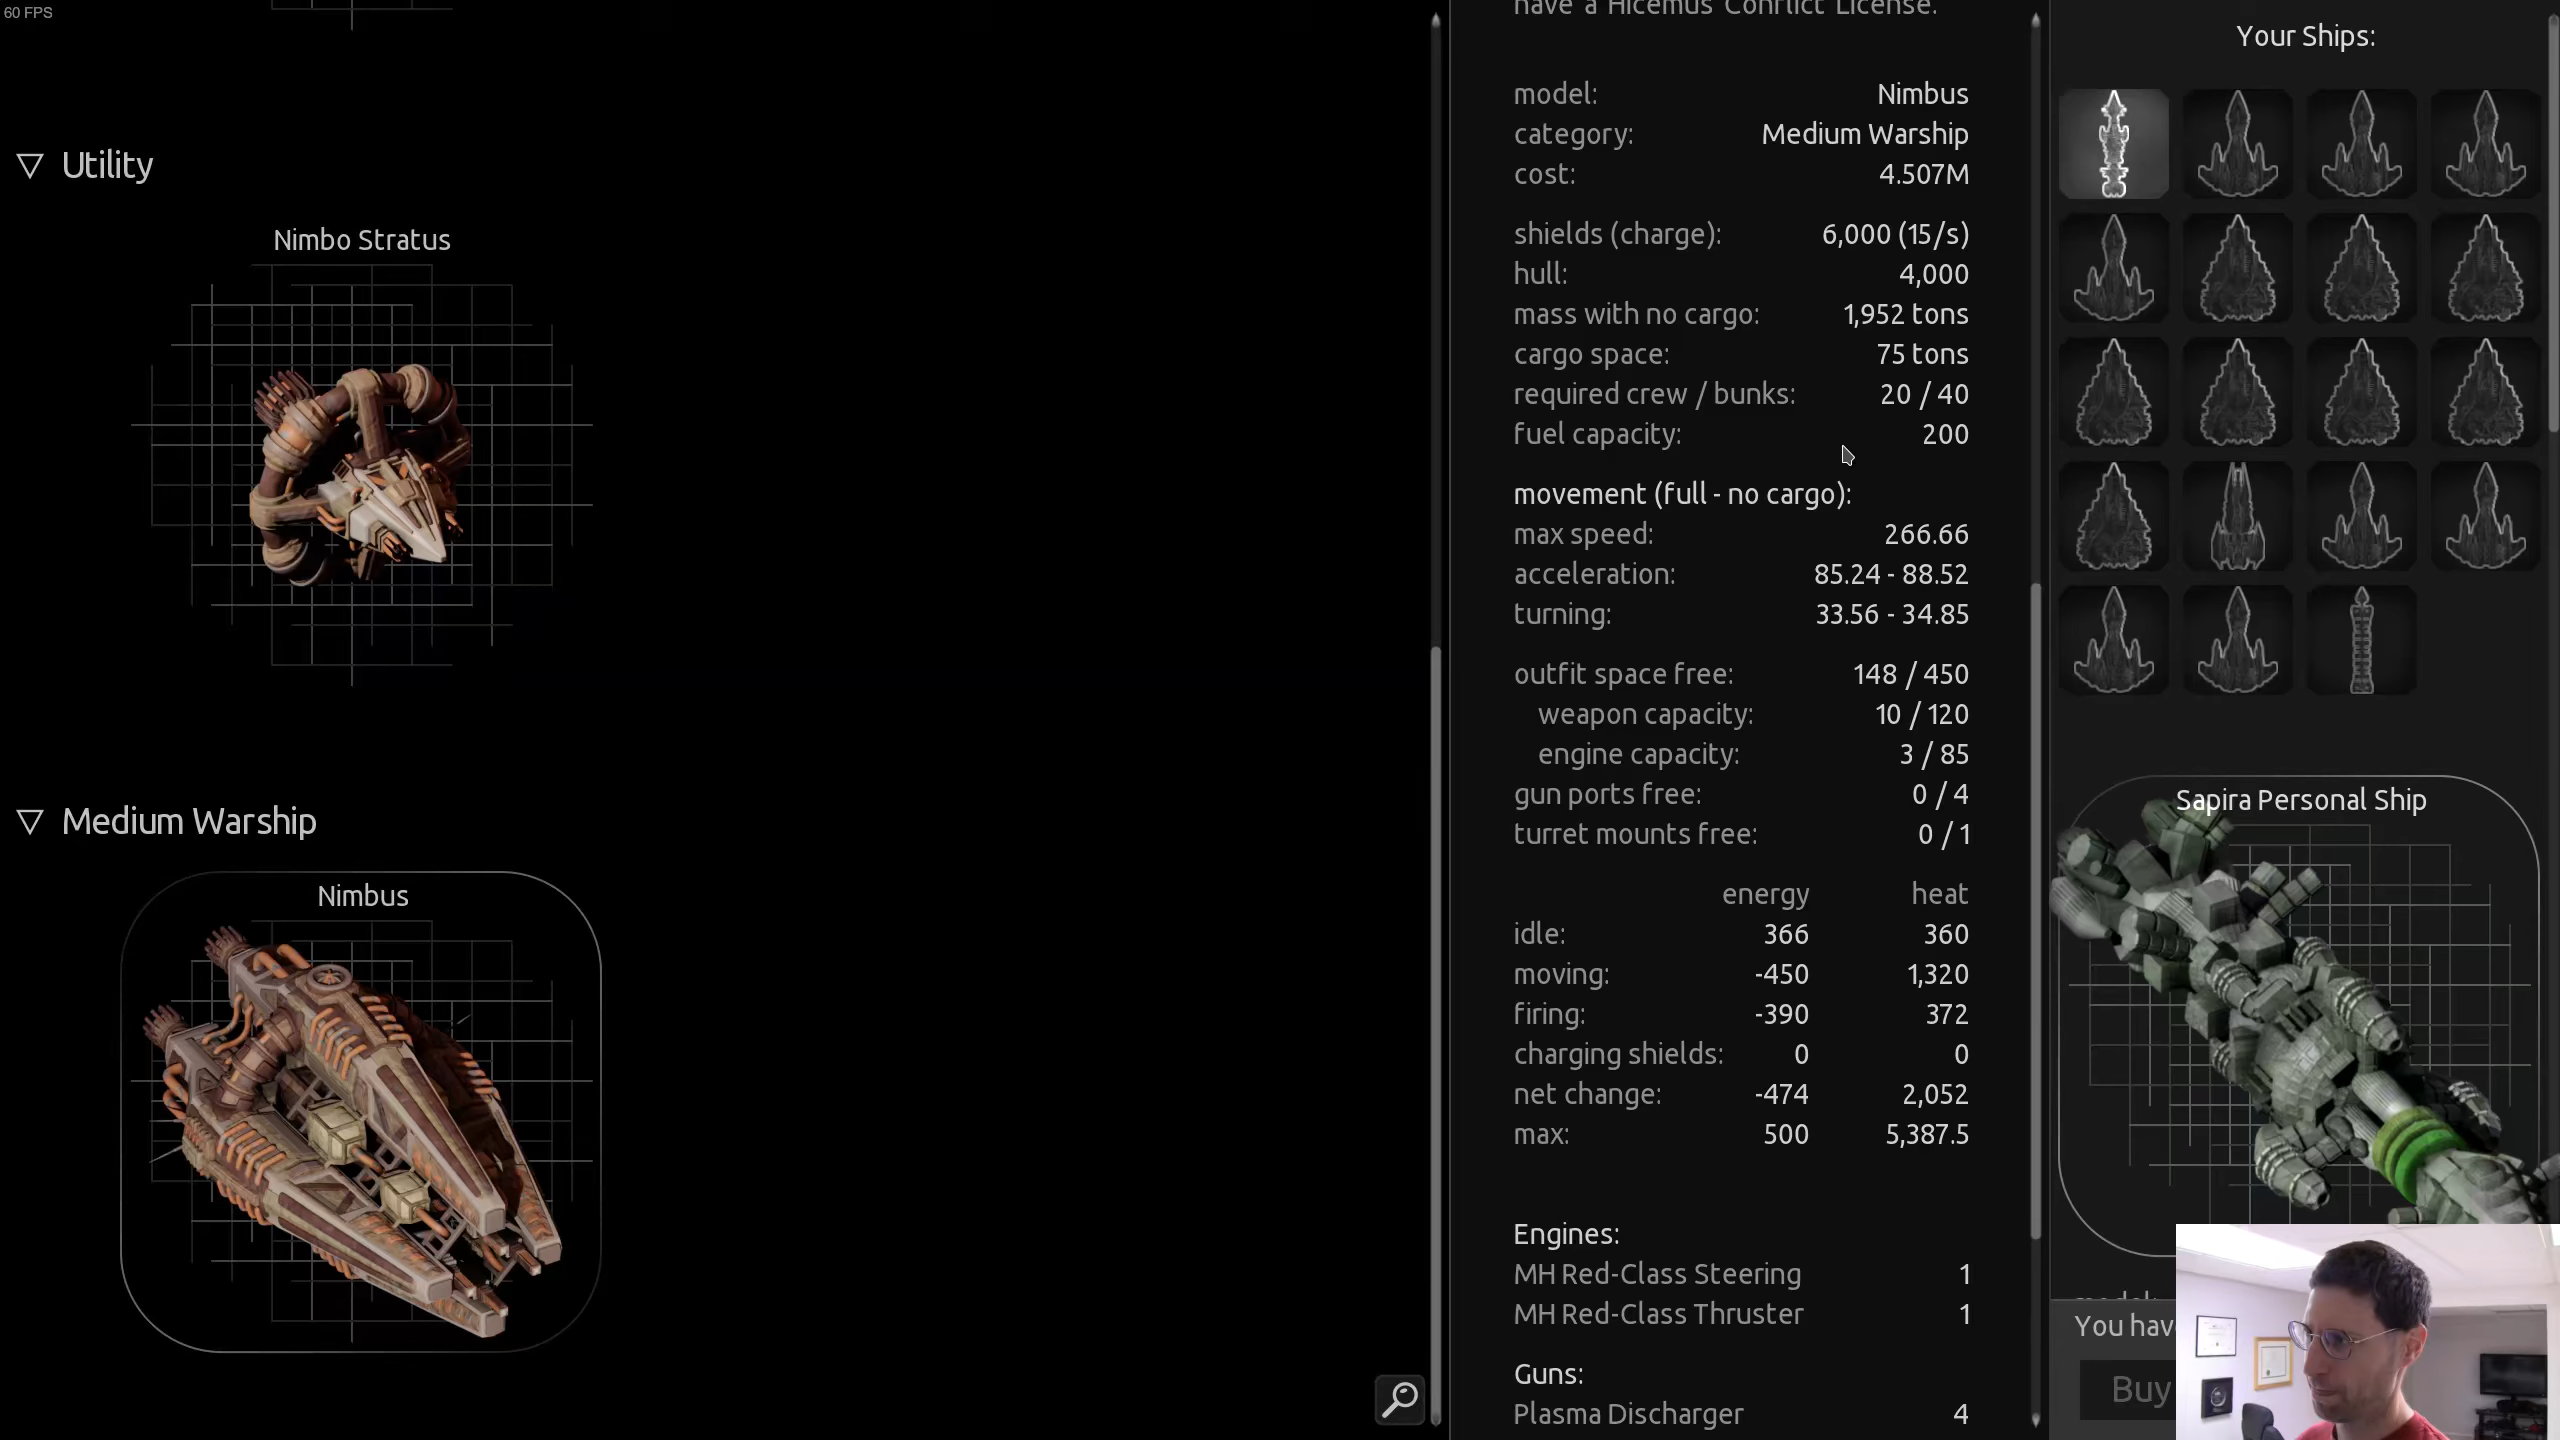 60 FPS
Utility
Nimbo Stratus
Medium Warship
Nimbus
have a Hicemus Conflict License.
model: Nimbus
category: Medium Warship
cost: 4.507M
shields (charge): 6,000 (15/s)
hull: 4,000
mass with no cargo: 1,952 tons
cargo space: 75 tons
required crew / bunks: 20 / 40
fuel capacity: 200
movement (full - no cargo):
max speed: 266.66
acceleration: 85.24 - 88.52
turning: 33.56 - 34.85
outfit space free: 148 / 450
weapon capacity: 10 / 120
engine capacity: 3 / 85
gun ports free: 0 / 4
turret mounts free: 0 / 1
energy heat
idle: 366 360
moving: -450 1,320
firing: -390 372
charging shields: 0 0
net change: -474 2,052
max: 500 5,387.5
Engines:
MH Red-Class Steering 1
MH Red-Class Thruster 1
Guns:
Plasma Discharger 4
Your Ships:
Sapira Personal Ship
You hav
Buy